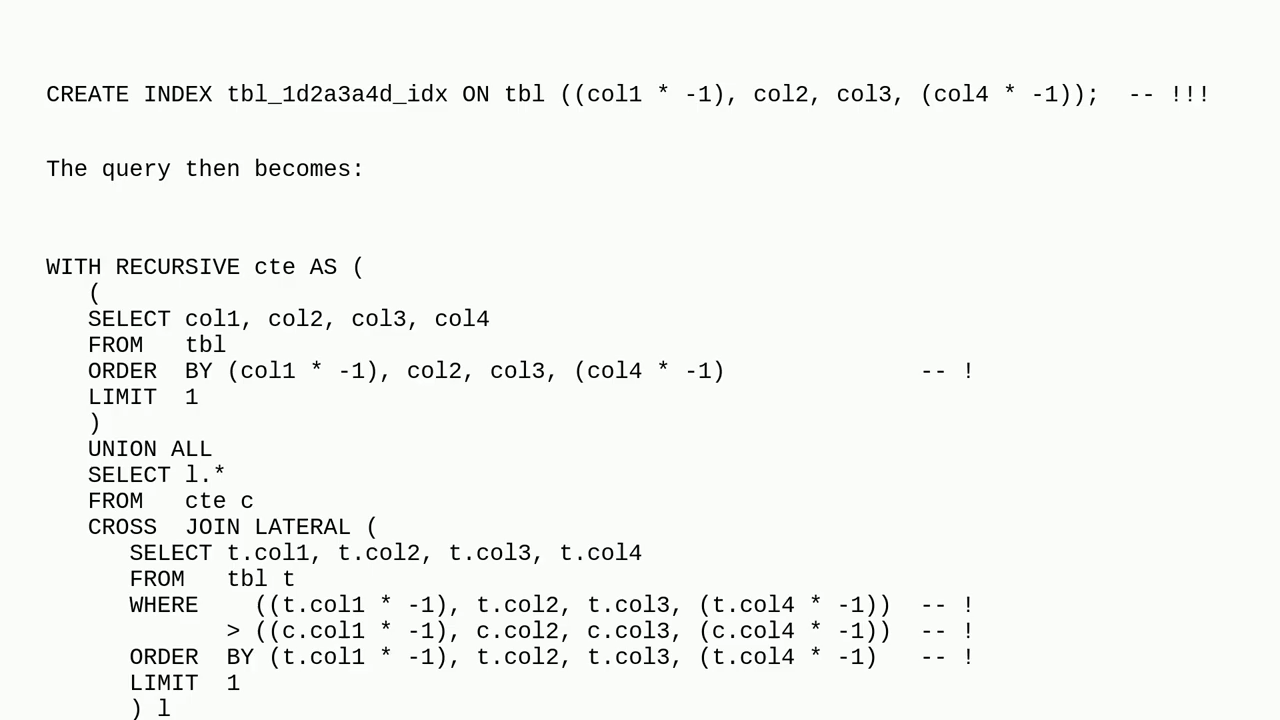 CREATE INDEX tbl_1d2a3a4d_idx ON tbl ((col1 * -1), col2, col3, (col4 * -1));  -- !!!
The query then becomes:
WITH RECURSIVE cte AS (
   (
   SELECT col1, col2, col3, col4
   FROM   tbl
   ORDER  BY (col1 * -1), col2, col3, (col4 * -1)              -- !
   LIMIT  1
   )
   UNION ALL
   SELECT l.*
   FROM   cte c
   CROSS  JOIN LATERAL (
      SELECT t.col1, t.col2, t.col3, t.col4
      FROM   tbl t
      WHERE    ((t.col1 * -1), t.col2, t.col3, (t.col4 * -1))  -- !
             > ((c.col1 * -1), c.col2, c.col3, (c.col4 * -1))  -- !
      ORDER  BY (t.col1 * -1), t.col2, t.col3, (t.col4 * -1)   -- !
      LIMIT  1
      ) l